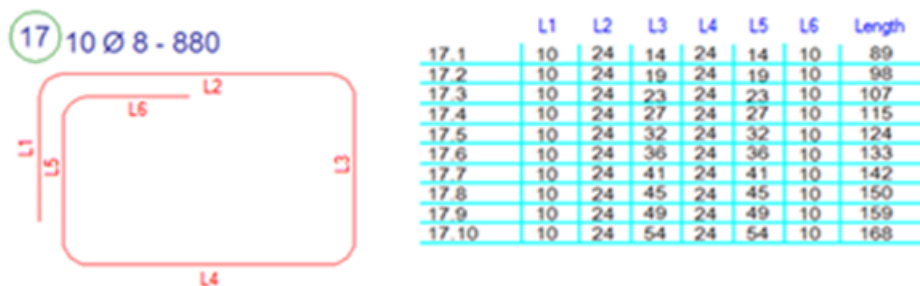 17 10 Ø 8 - 880
L2
L6
L1
L5
L3
L4
L1 L2 L3 L4 L5 L6 Length
17.1 10 24 14 24 14 10 89
17.2 10 24 19 24 19 10 98
17.3 10 24 23 24 23 10 107
17.4 10 24 27 24 27 10 115
17.5 10 24 32 24 32 10 124
17.6 10 24 36 24 36 10 133
17.7 10 24 41 24 41 10 142
17.8 10 24 45 24 45 10 150
17.9 10 24 49 24 49 10 159
17.10 10 24 54 24 54 10 168